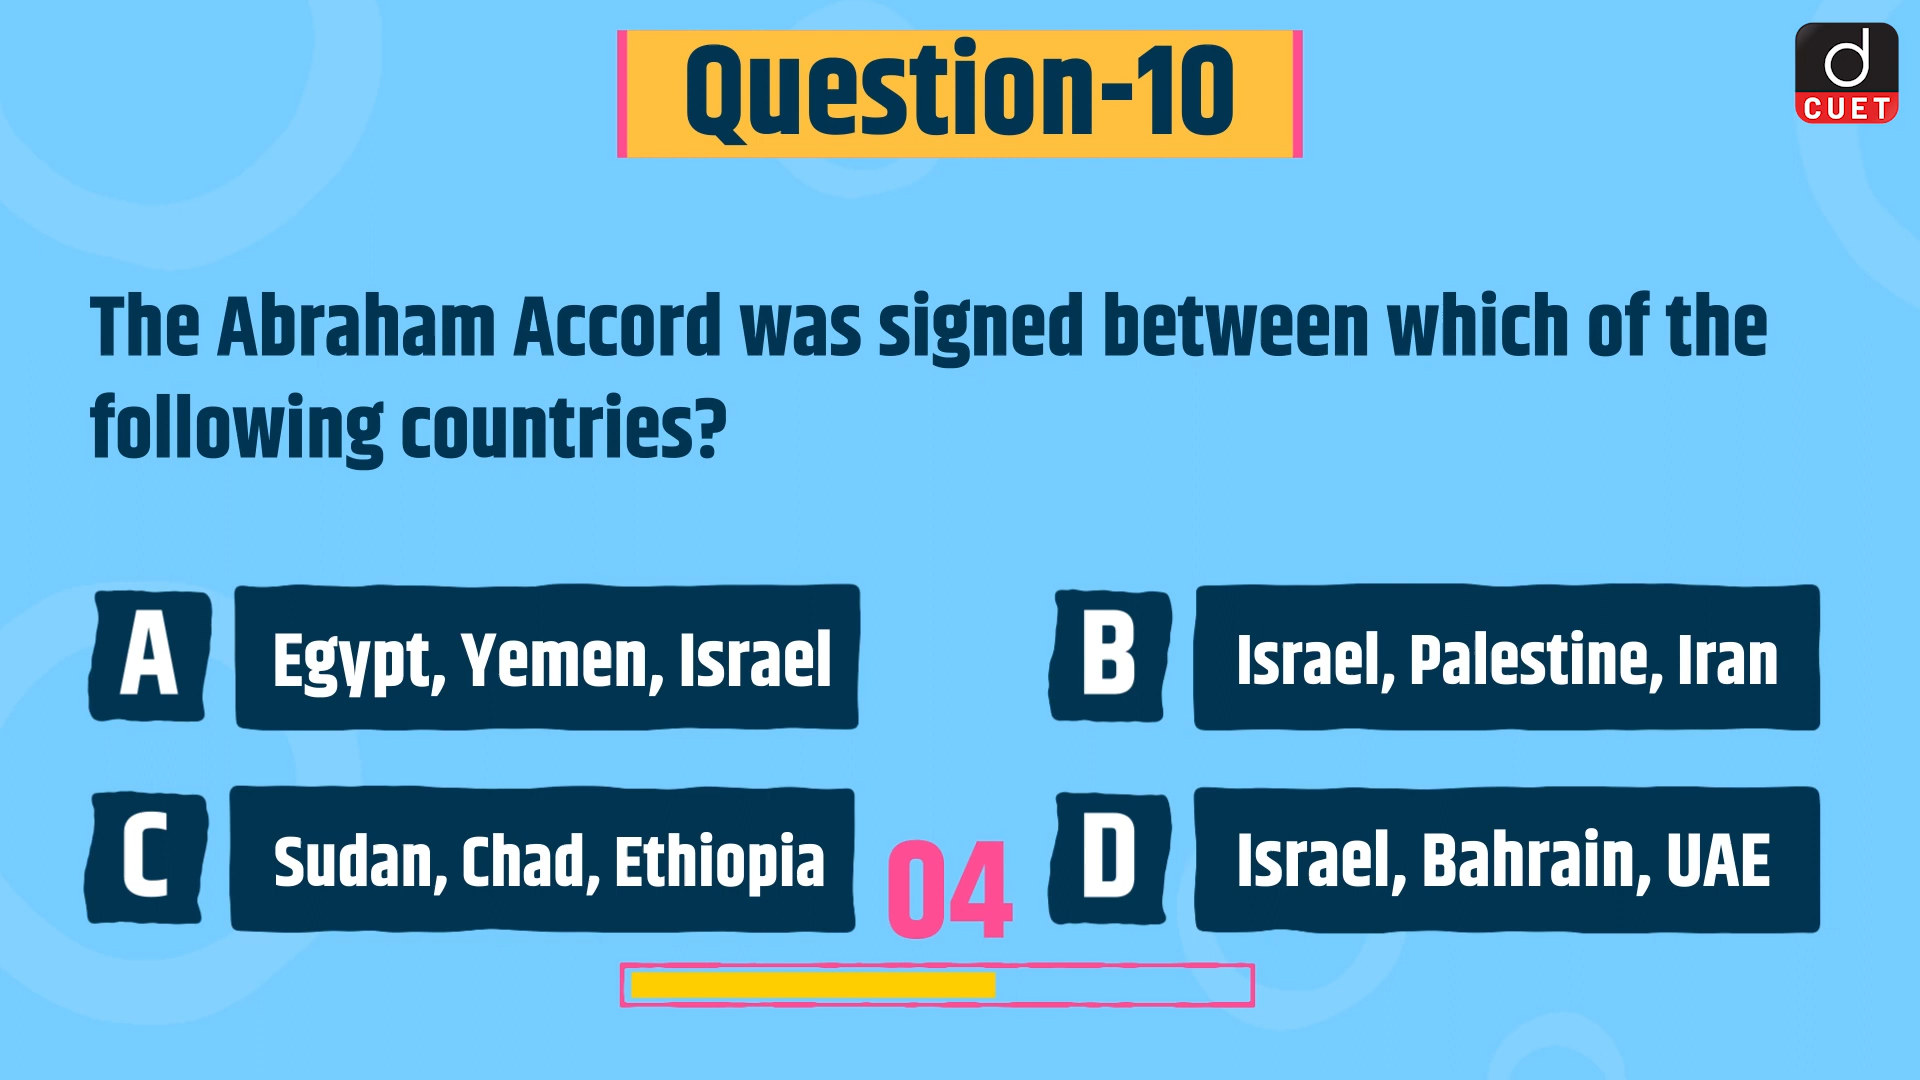 Question-10
d
CUET
The Abraham Accord was signed between which of the
following countries?
A
Egypt, Yemen, Israel
B
Israel, Palestine, Iran
C
Sudan, Chad, Ethiopia
04
D
Israel, Bahrain, UAE